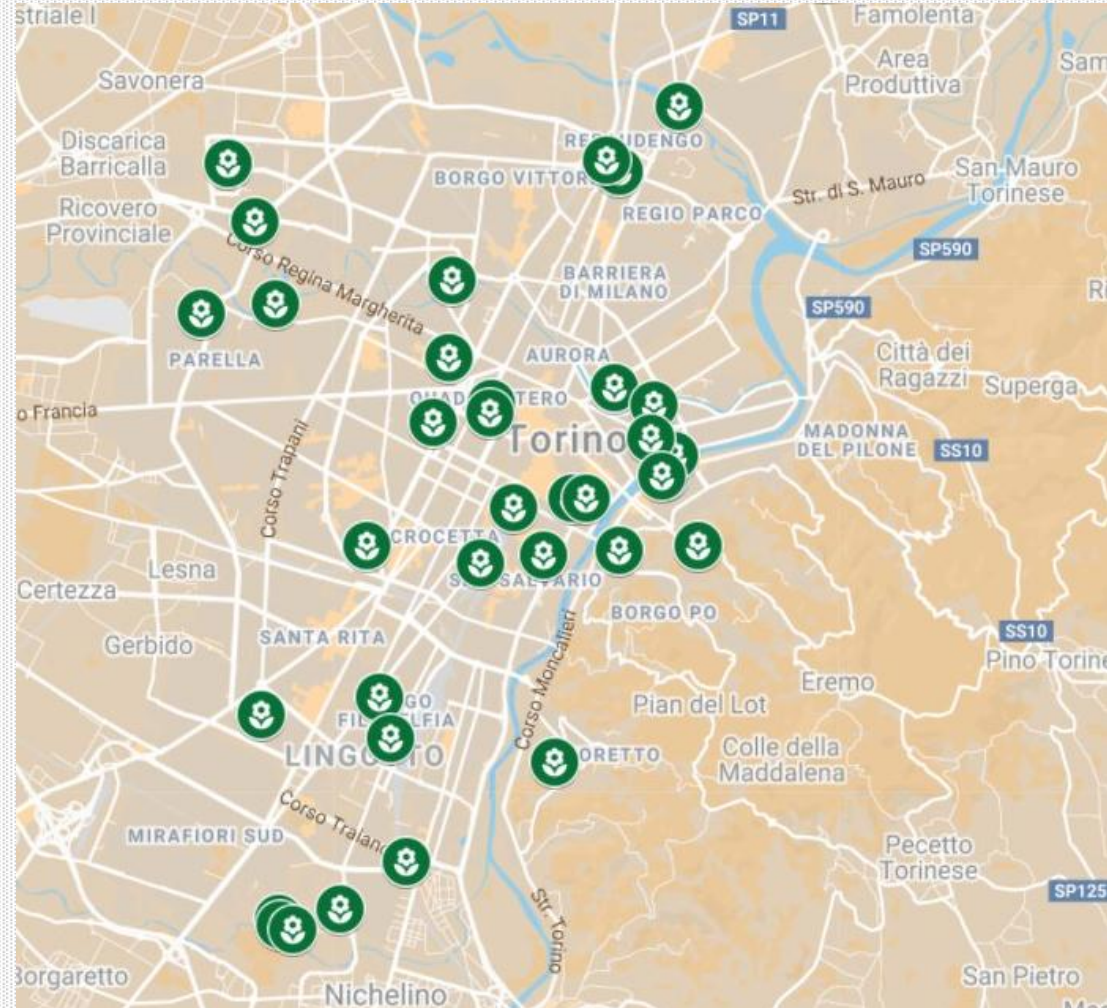 striale I
SP11
Famolenta
Savonera
Area
Produttiva
Sam
Discarica
Barricalla
San Mauro
Torinese
BORGO VITTOR
Str. di S. Mauro
Ricovero
Provinciale
REGIO PARCO
Corso Regina Margherita
SP590
BARRIERA
DI MILANO
SP590
PARELLA
AURORA
Città dei
Ragazzi
Superga
o Francia
Torino
MADONNA
DEL PILONE
SS10
Corso Trapani
CROCETTA
Lesna
Certezza
BORGO PO
Gerbido
SANTA RITA
SS10
Pino Torine
Corso Moncalieri
Eremo
Pian del Lot
Colle della
Maddalena
ORETTO
Corso Traiano
MIRAFIORI SUD
Pecetto
Torinese
SP125
Str. Torino
Borgaretto
Nichelino
San Pietro